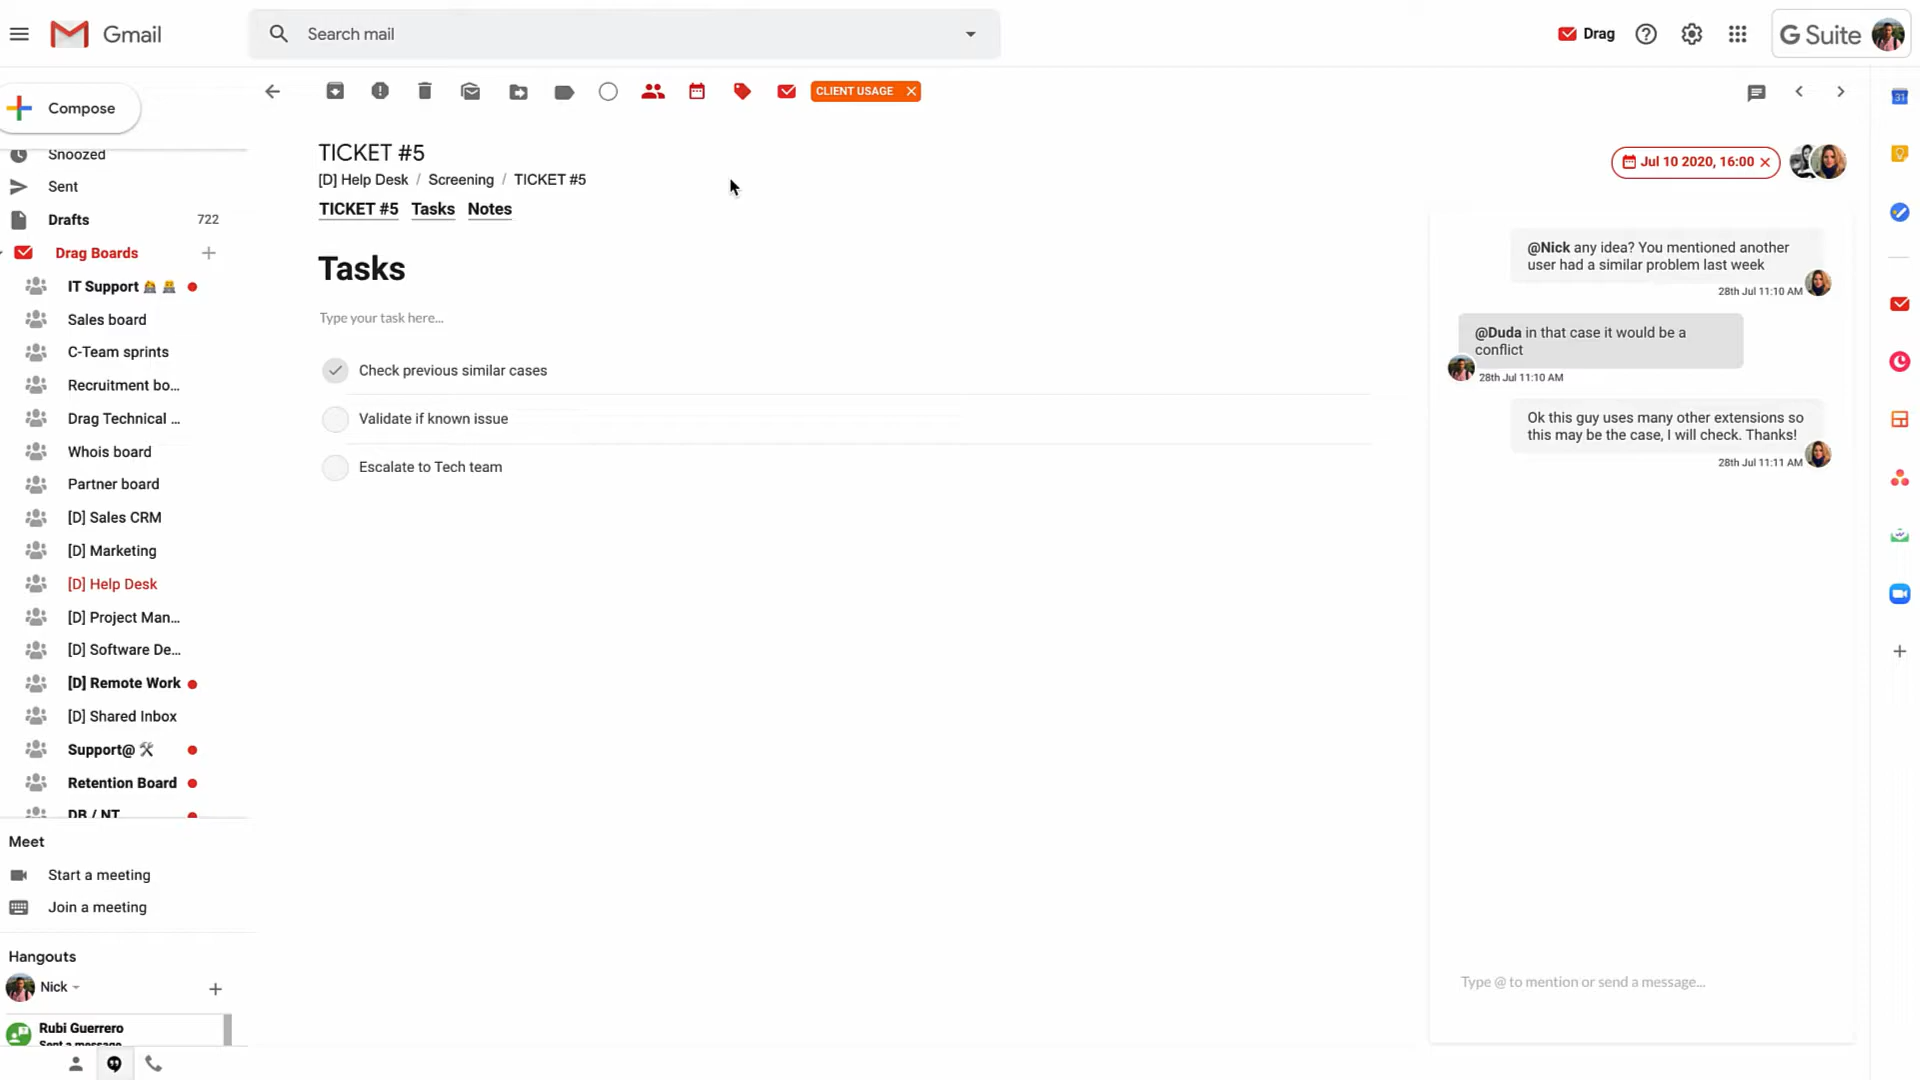 Gmail
Search mail
Drag
G Suite
Compose
CLIENT USAGE
31
Snoozed
Sent
Drafts 722
Drag Boards
IT Support
Sales board
C-Team sprints
Recruitment bo...
Drag Technical ...
Whois board
Partner board
[D] Sales CRM
[D] Marketing
[D] Help Desk
[D] Project Man...
[D] Software De...
[D] Remote Work
[D] Shared Inbox
Support@
Retention Board
DB / NT
Meet
Start a meeting
Join a meeting
Hangouts
Nick
Rubi Guerrero
Sent a message
TICKET #5
[D] Help Desk / Screening / TICKET #5
TICKET #5 Tasks Notes
Tasks
Type your task here...
Check previous similar cases
Validate if known issue
Escalate to Tech team
Jul 10 2020, 16:00
@Nick any idea? You mentioned another
user had a similar problem last week
28th Jul 11:10 AM
@Duda in that case it would be a
conflict
28th Jul 11:10 AM
Ok this guy uses many other extensions so
this may be the case, I will check. Thanks!
28th Jul 11:11 AM
Type @ to mention or send a message...